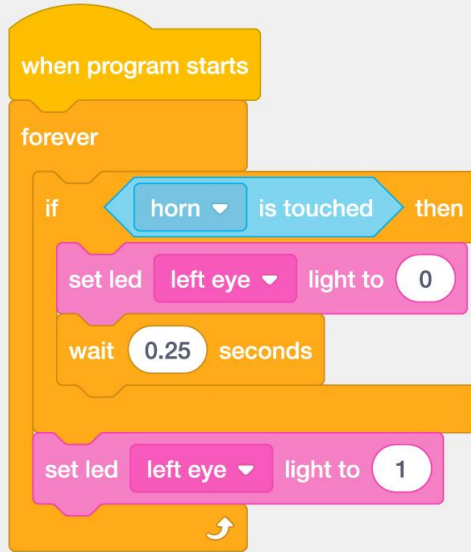 when program starts
forever
if horn is touched then
set led left eye light to 0
wait 0.25 seconds
set led left eye light to 1